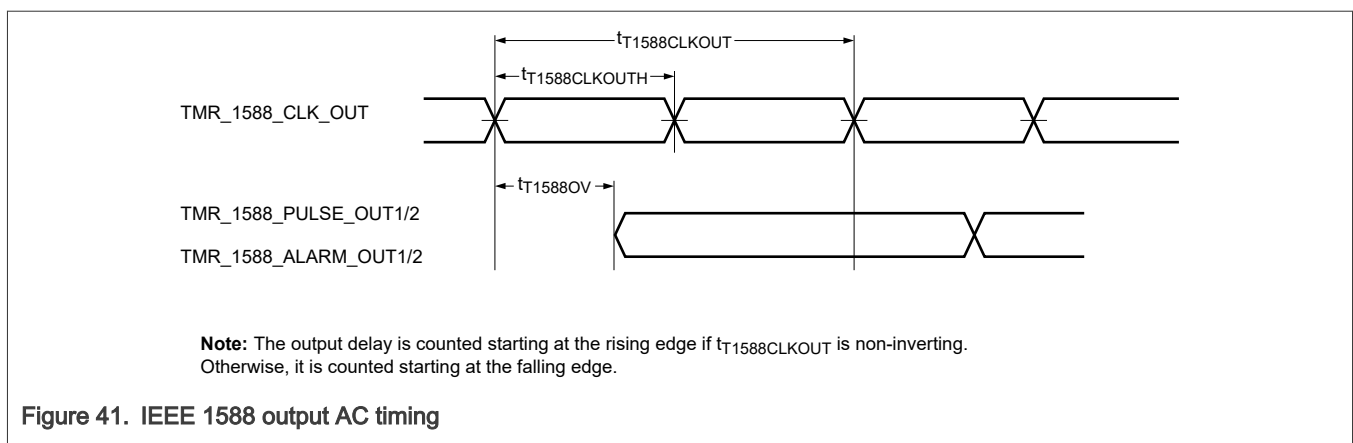 tT1588CLKOUT
tT1588CLKOUTH
TMR_1588_CLK_OUT
tT1588OV
TMR_1588_PULSE_OUT1/2
TMR_1588_ALARM_OUT1/2
Note: The output delay is counted starting at the rising edge if tT1588CLKOUT is non-inverting.
Otherwise, it is counted starting at the falling edge.
Figure 41. IEEE 1588 output AC timing